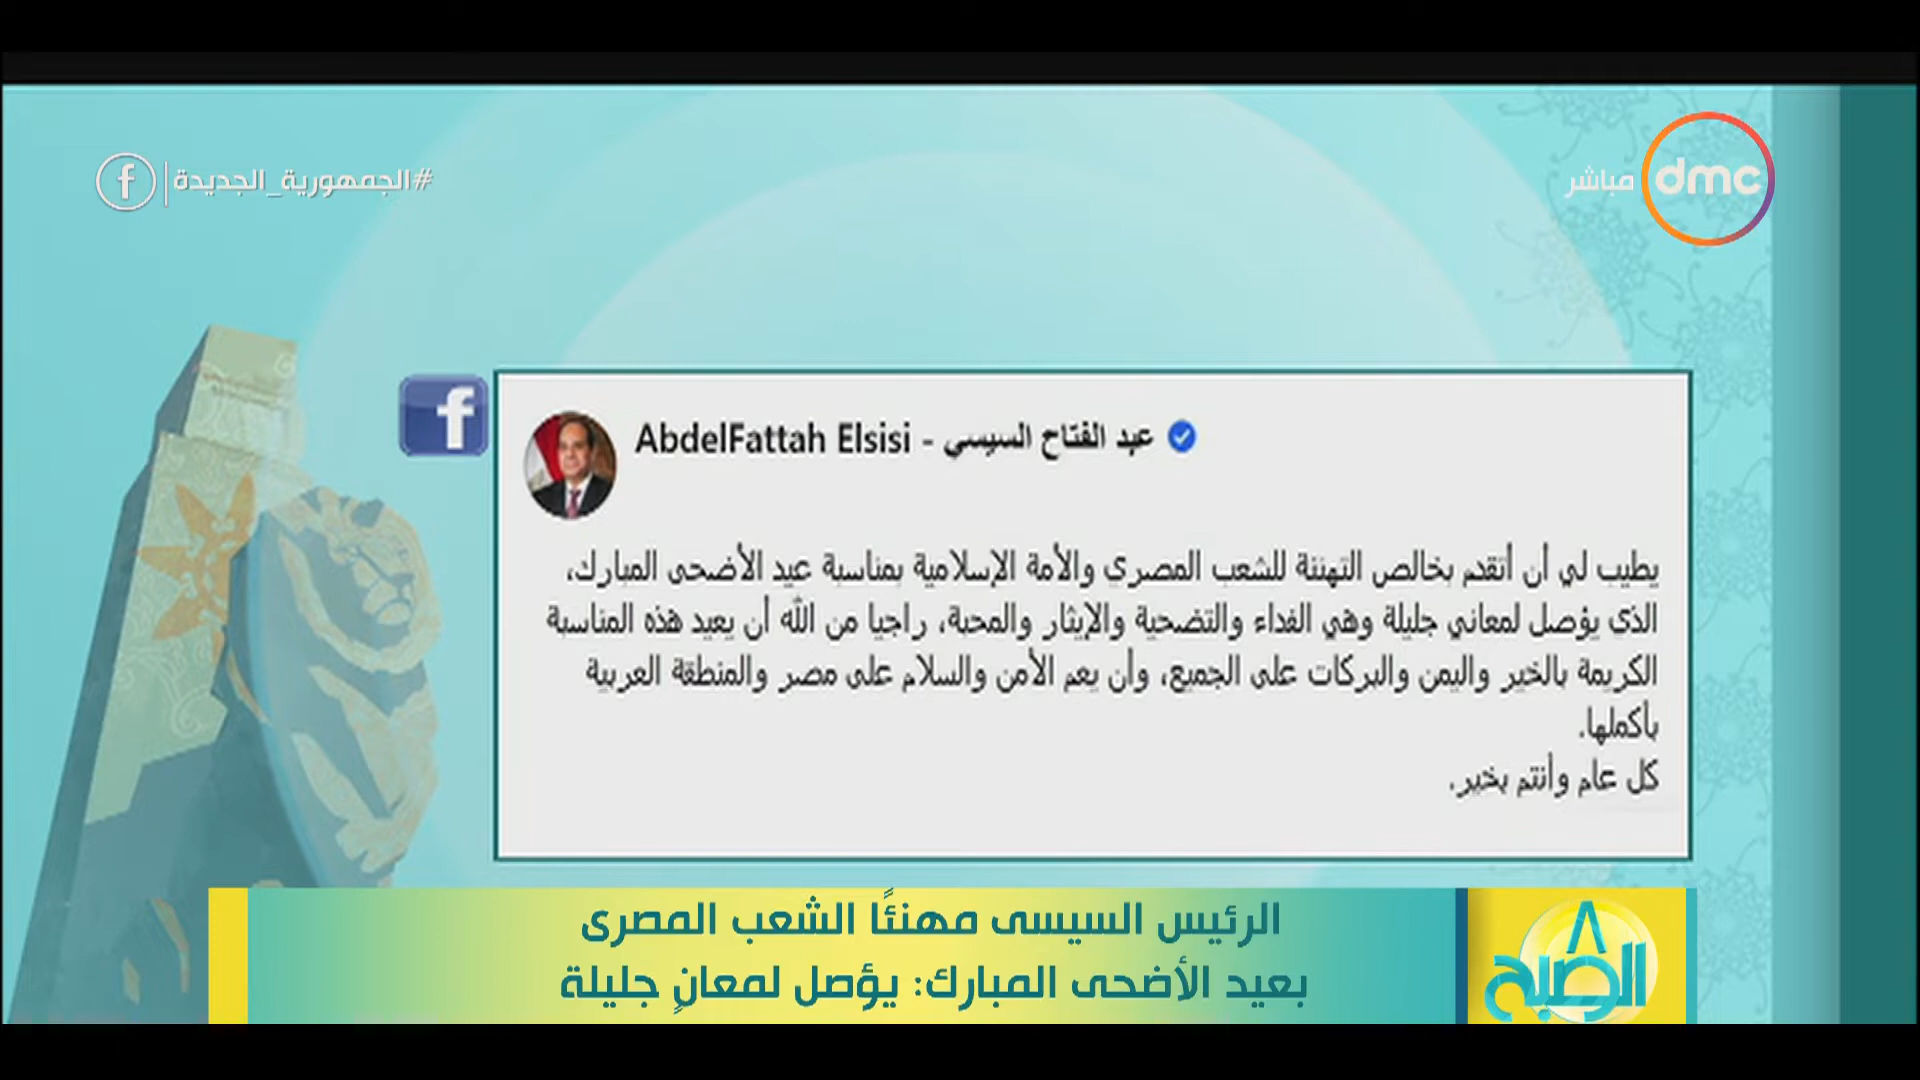 #الجمهورية_الجديدة
مباشر
dmc
AbdelFattah Elsisi - عبد الفتاح السيسي
يطيب لي أن أتقدم بخالص التهنئة للشعب المصري والأمة الإسلامية بمناسبة عيد الأضحى المبارك،
الذي يؤصل لمعاني جليلة وهي الفداء والتضحية والإيثار والمحبة، راجيا من الله أن يعيد هذه المناسبة
الكريمة بالخير واليمن والبركات على الجميع، وأن يعم الأمن والسلام على مصر والمنطقة العربية
بأكملها.
كل عام وأنتم بخير.
الرئيس السيسى مهنئًا الشعب المصرى
بعيد الأضحى المبارك: يؤصل لمعانٍ جليلة
٨
الصبح